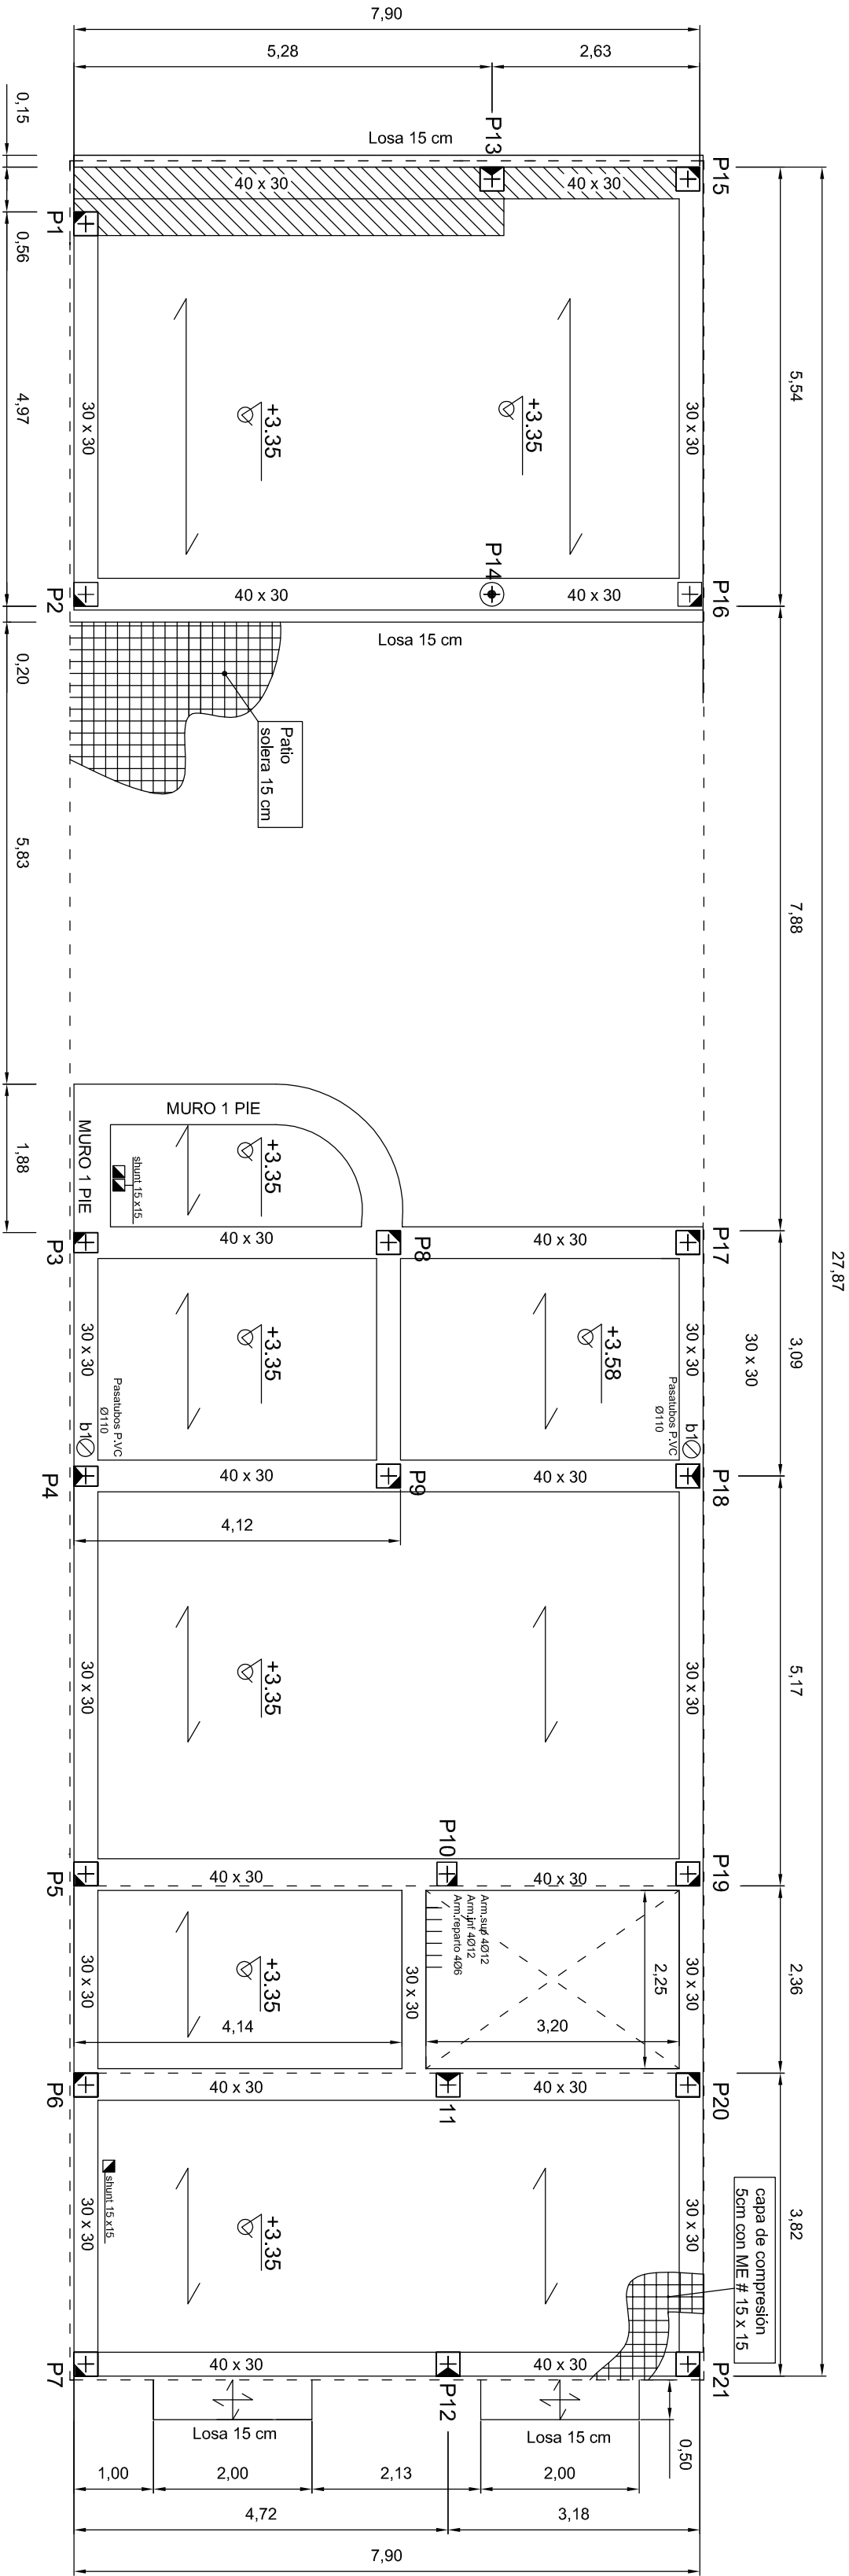 7,90
5,28
2,63
0,15
Losa 15 cm
P13
P15
40 x 30
40 x 30
P1
0,56
5,54
4,97
30 x 30
+3.35
+3.35
30 x 30
P14
P2
40 x 30
40 x 30
P16
Losa 15 cm
0,20
Patio
solera 15 cm
5,83
7,88
27,87
MURO 1 PIE
MURO 1 PIE
+3.35
shunt 15 x15
1,88
P3
40 x 30
P8
40 x 30
P17
30 x 30
+3.35
+3.58
30 x 30
30 x 30
3,09
Pasatubos P.VC
Ø110
Pasatubos P.VC
Ø110
b1
b1
P4
40 x 30
P9
40 x 30
P18
4,12
30 x 30
+3.35
30 x 30
5,17
P10
P5
40 x 30
40 x 30
P19
Arm.sup 4Ø12
Arm.inf 4Ø12
Arm.reparto 4Ø6
30 x 30
+3.35
30 x 30
2,25
30 x 30
2,36
4,14
3,20
P6
40 x 30
11
40 x 30
P20
shunt 15 x15
30 x 30
+3.35
30 x 30
3,82
capa de compresión
5cm con ME # 15 x 15
P7
40 x 30
P12
40 x 30
P21
Losa 15 cm
Losa 15 cm
0,50
1,00
2,00
2,13
2,00
4,72
3,18
7,90